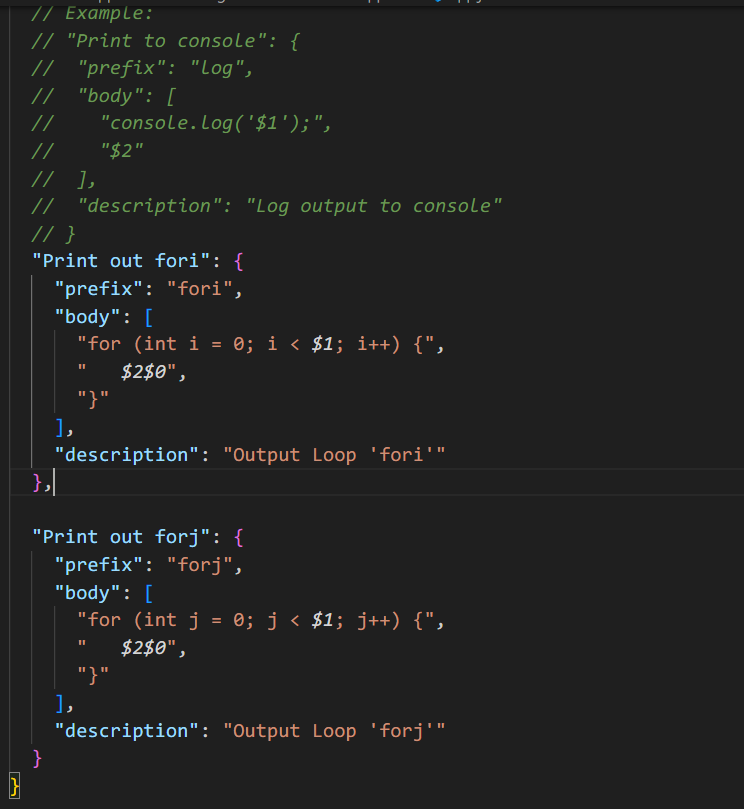 // Example:
// "Print to console": {
//  "prefix": "log",
//  "body": [
//    "console.log('$1');",
//    "$2"
//  ],
//  "description": "Log output to console"
// }
"Print out fori": {
  "prefix": "fori",
  "body": [
    "for (int i = 0; i < $1; i++) {",
    "   $2$0",
    "}"
  ],
  "description": "Output Loop 'fori'"
},
"Print out forj": {
  "prefix": "forj",
  "body": [
    "for (int j = 0; j < $1; j++) {",
    "   $2$0",
    "}"
  ],
  "description": "Output Loop 'forj'"
}
}